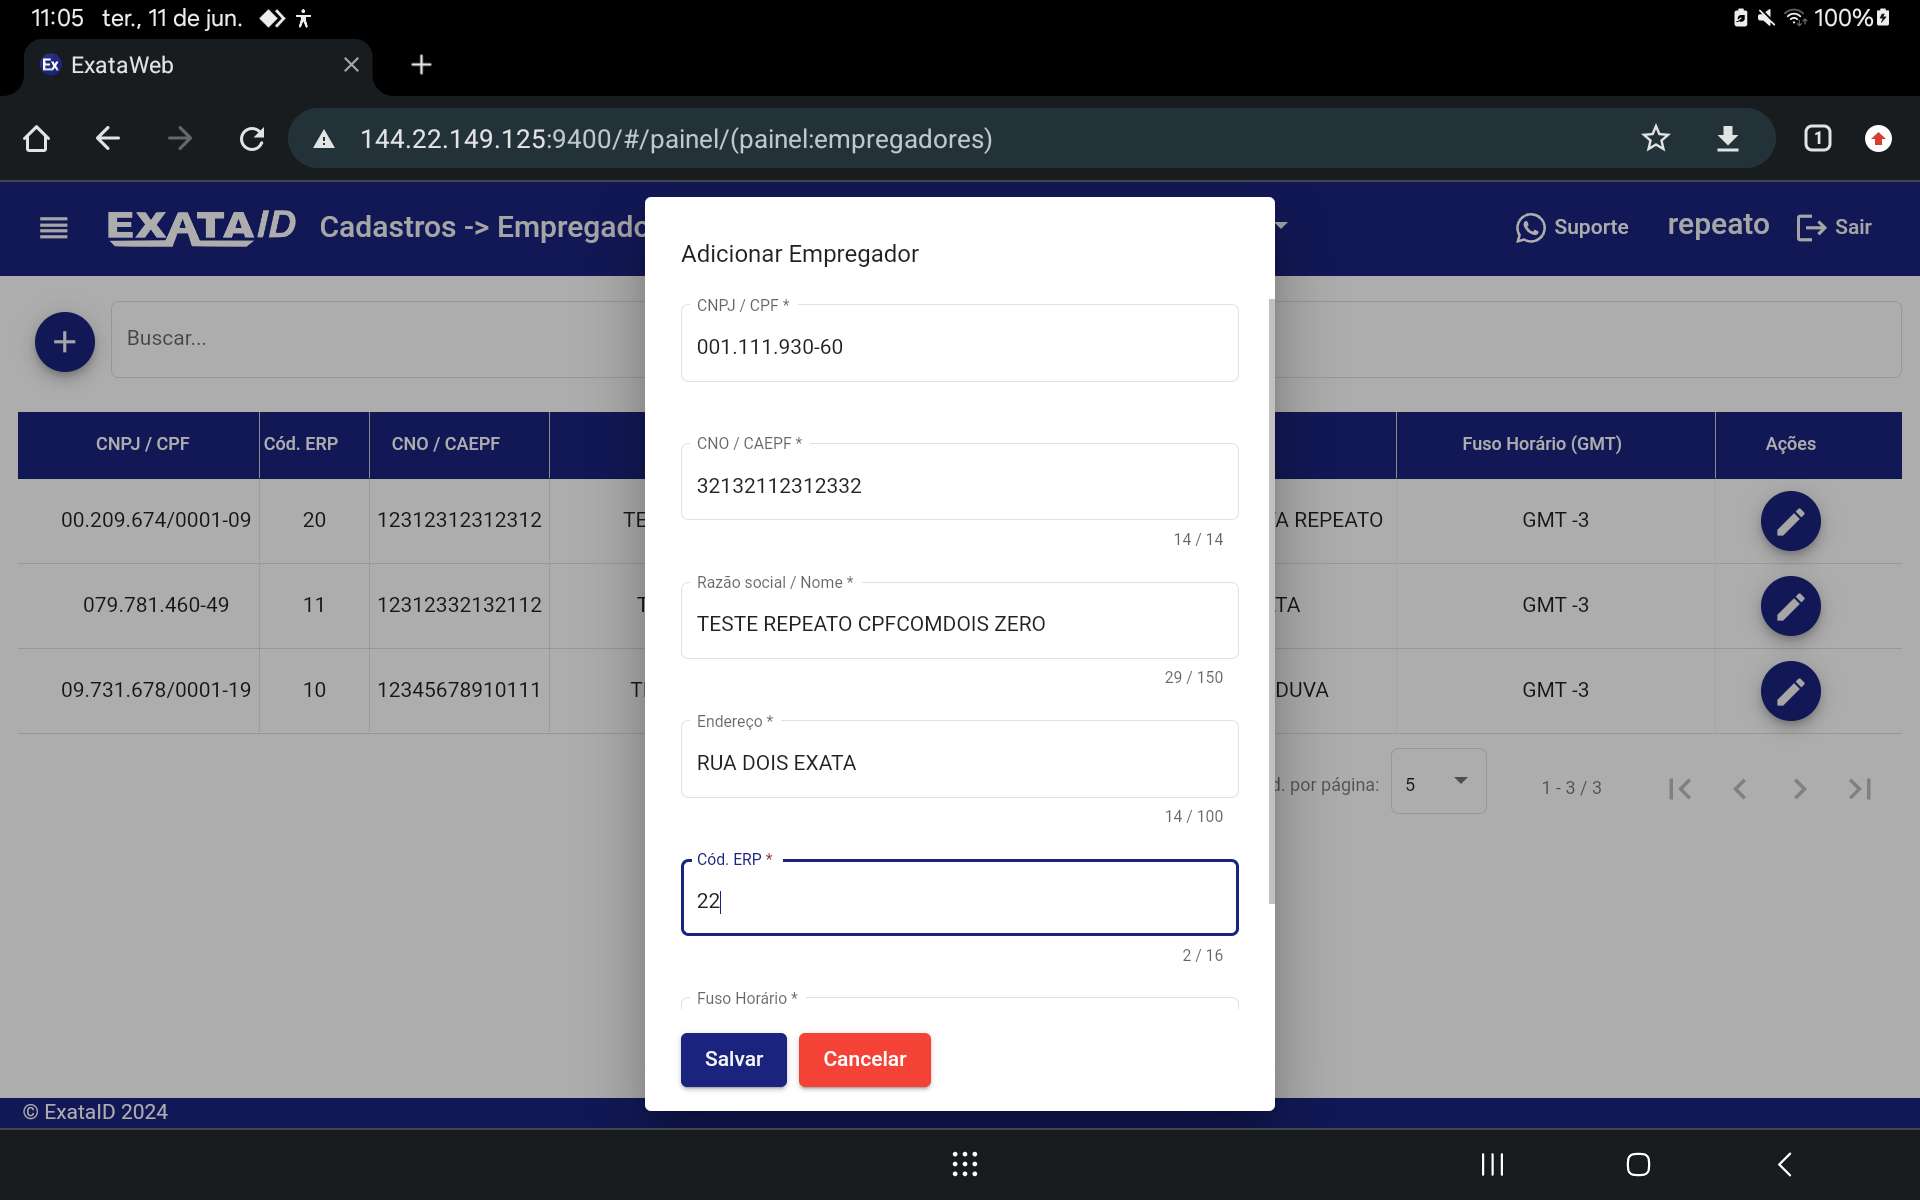 11:05 ter., 11 de jun.
100%
Ex ExataWeb
144.22.149.125:9400/#/painel/(painel:empregadores)
1
EXATA/D Cadastros -> Empregado
Suporte repeato Sair
Buscar...
CNPJ / CPF Cód. ERP CNO / CAEPF Fuso Horário (GMT) Ações
00.209.674/0001-09 20 12312312312312 TE A REPEATO GMT -3
079.781.460-49 11 12312332132112 T TA GMT -3
09.731.678/0001-19 10 12345678910111 DUVA GMT -3
d. por página: 5 1 - 3 / 3
Adicionar Empregador
CNPJ / CPF *
001.111.930-60
CNO / CAEPF *
32132112312332
14 / 14
Razão social / Nome *
TESTE REPEATO CPFCOMDOIS ZERO
29 / 150
Endereço *
RUA DOIS EXATA
14 / 100
Cód. ERP *
22
2 / 16
Fuso Horário *
Salvar Cancelar
© ExataID 2024